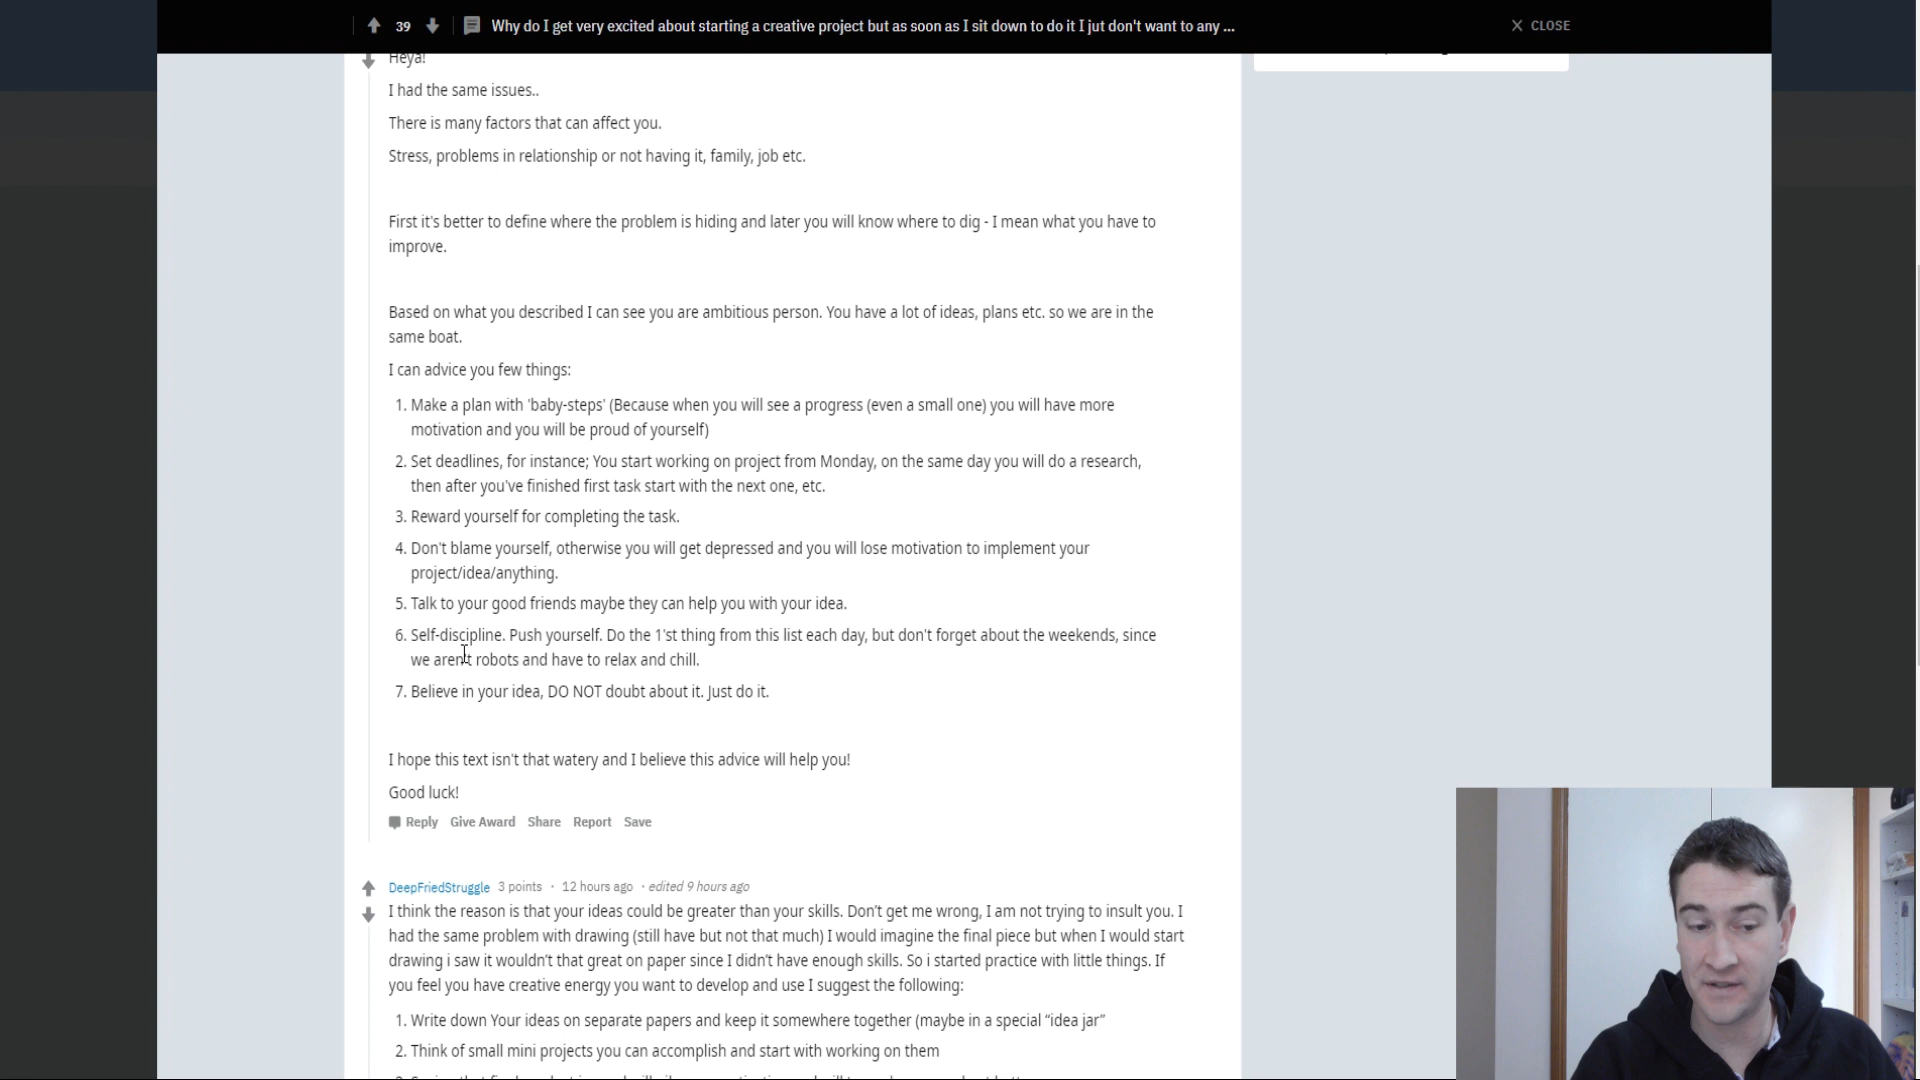 39 Why do I get very excited about starting a creative project but as soon as I sit down to do it I jut don't want to any ... CLOSE
Heya!
I had the same issues..
There is many factors that can affect you.
Stress, problems in relationship or not having it, family, job etc.
First it's better to define where the problem is hiding and later you will know where to dig - I mean what you have to
improve.
Based on what you described I can see you are ambitious person. You have a lot of ideas, plans etc. so we are in the
same boat.
I can advice you few things:
1. Make a plan with 'baby-steps' (Because when you will see a progress (even a small one) you will have more
motivation and you will be proud of yourself)
2. Set deadlines, for instance; You start working on project from Monday, on the same day you will do a research,
then after you've finished first task start with the next one, etc.
3. Reward yourself for completing the task.
4. Don't blame yourself, otherwise you will get depressed and you will lose motivation to implement your
project/idea/anything.
5. Talk to your good friends maybe they can help you with your idea.
6. Self-discipline. Push yourself. Do the 1'st thing from this list each day, but don't forget about the weekends, since
we aren't robots and have to relax and chill.
7. Believe in your idea, DO NOT doubt about it. Just do it.
I hope this text isn't that watery and I believe this advice will help you!
Good luck!
Reply Give Award Share Report Save
DeepFriedStruggle 3 points · 12 hours ago · edited 9 hours ago
I think the reason is that your ideas could be greater than your skills. Don't get me wrong, I am not trying to insult you. I
had the same problem with drawing (still have but not that much) I would imagine the final piece but when I would start
drawing i saw it wouldn't that great on paper since I didn't have enough skills. So i started practice with little things. If
you feel you have creative energy you want to develop and use I suggest the following:
1. Write down Your ideas on separate papers and keep it somewhere together (maybe in a special “idea jar”
2. Think of small mini projects you can accomplish and start with working on them